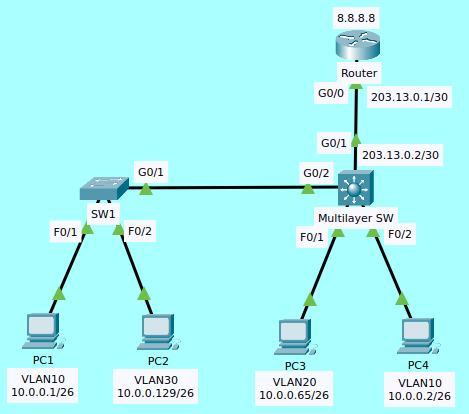 8.8.8.8
Router
G0/0
203.13.0.1/30
G0/1
203.13.0.2/30
G0/1
G0/2
SW1
Multilayer SW
F0/1
F0/2
F0/1
F0/2
PC1
PC2
PC3
PC4
VLAN10
10.0.0.1/26
VLAN30
10.0.0.129/26
VLAN20
10.0.0.65/26
VLAN10
10.0.0.2/26